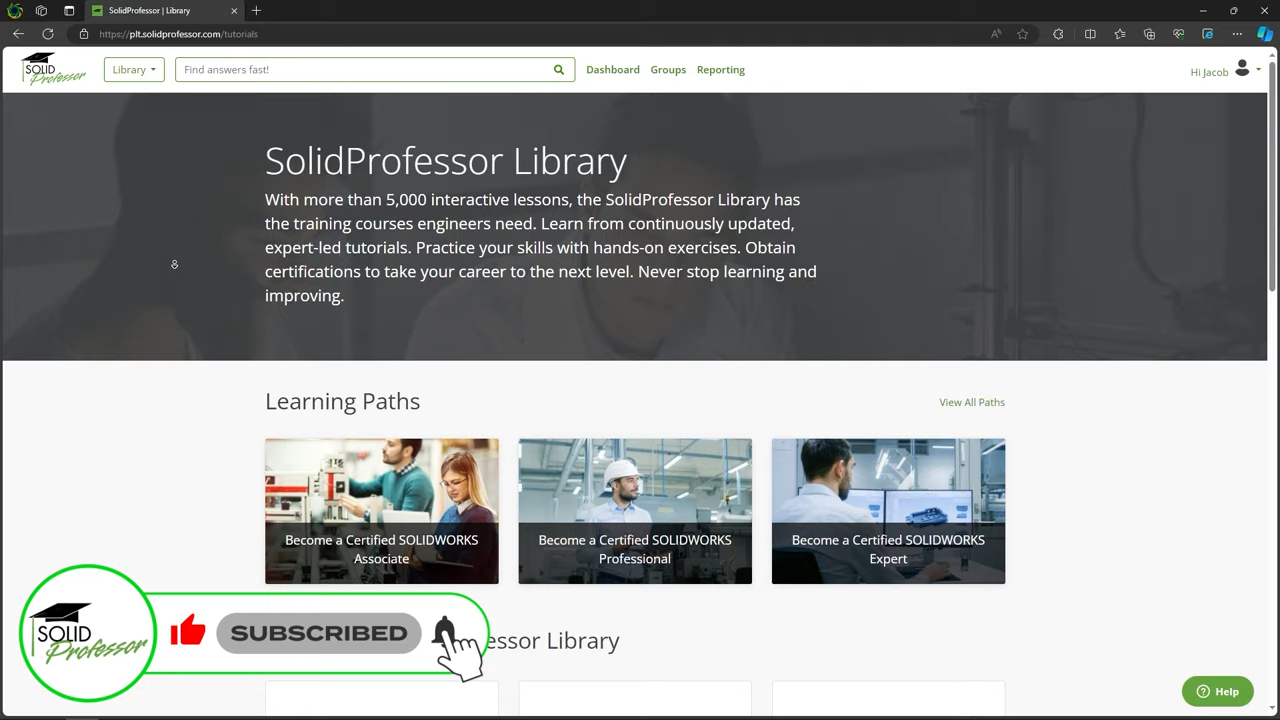 SolidProfessor | Library
https://plt.solidprofessor.com/tutorials
SOLID
Professor
Library
Find answers fast!
Dashboard
Groups
Reporting
Hi Jacob
SolidProfessor Library
With more than 5,000 interactive lessons, the SolidProfessor Library has
the training courses engineers need. Learn from continuously updated,
expert-led tutorials. Practice your skills with hands-on exercises. Obtain
certifications to take your career to the next level. Never stop learning and
improving.
Learning Paths
View All Paths
Become a Certified SOLIDWORKS
Associate
Become a Certified SOLIDWORKS
Professional
Become a Certified SOLIDWORKS
Expert
SOLID
Professor
SUBSCRIBED
essor Library
Help